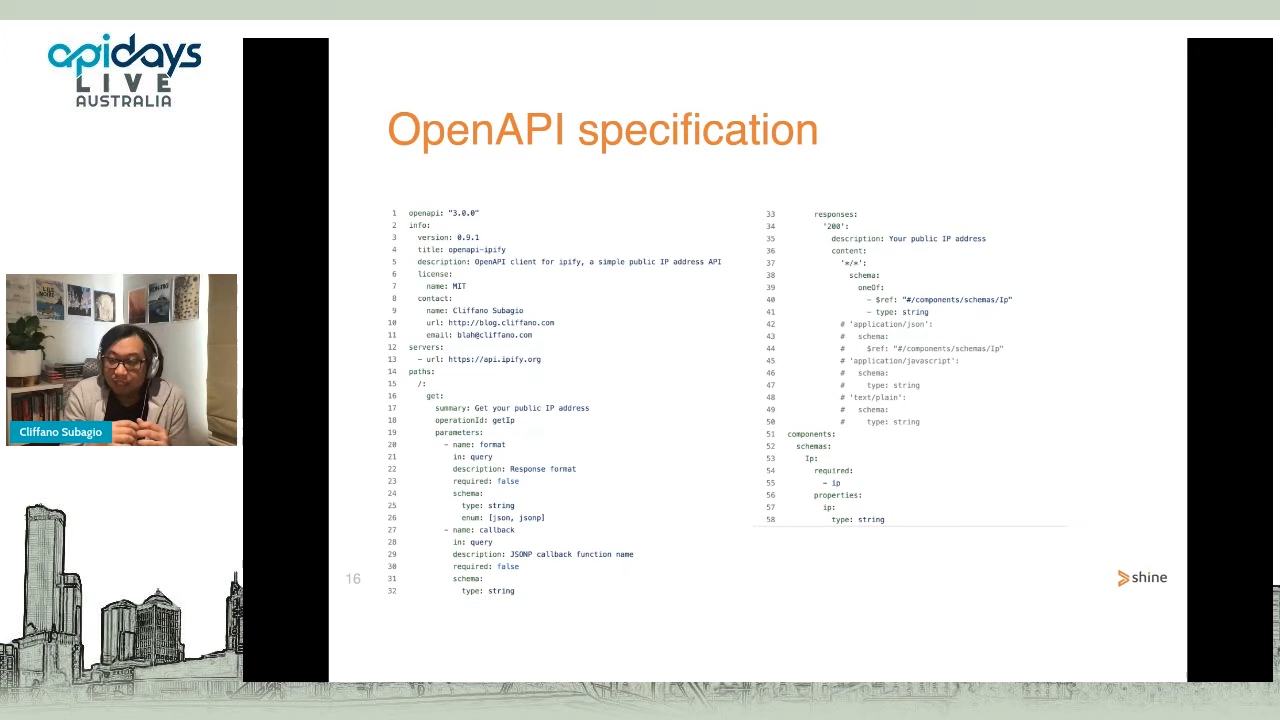 apidays
LIVE
AUSTRALIA
Cliffano Subagio
OpenAPI specification
1 openapi: "3.0.0"
2 info:
3 version: 0.9.1
4 title: openapi-ipify
5 description: OpenAPI client for ipify, a simple public IP address API
6 license:
7 name: MIT
8 contact:
9 name: Cliffano Subagio
10 url: http://blog.cliffano.com
11 email: blah@cliffano.com
12 servers:
13 - url: https://api.ipify.org
14 paths:
15 /:
16 get:
17 summary: Get your public IP address
18 operationId: getIp
19 parameters:
20 - name: format
21 in: query
22 description: Response format
23 required: false
24 schema:
25 type: string
26 enum: [json, jsonp]
27 - name: callback
28 in: query
29 description: JSONP callback function name
30 required: false
31 schema:
32 type: string
33 responses:
34 '200':
35 description: Your public IP address
36 content:
37 '*/*':
38 schema:
39 oneOf:
40 - $ref: "#/components/schemas/Ip"
41 - type: string
42 # 'application/json':
43 # schema:
44 # $ref: "#/components/schemas/Ip"
45 # 'application/javascript':
46 # schema:
47 # type: string
48 # 'text/plain':
49 # schema:
50 # type: string
51 components:
52 schemas:
53 Ip:
54 required:
55 - ip
56 properties:
57 ip:
58 type: string
16
shine